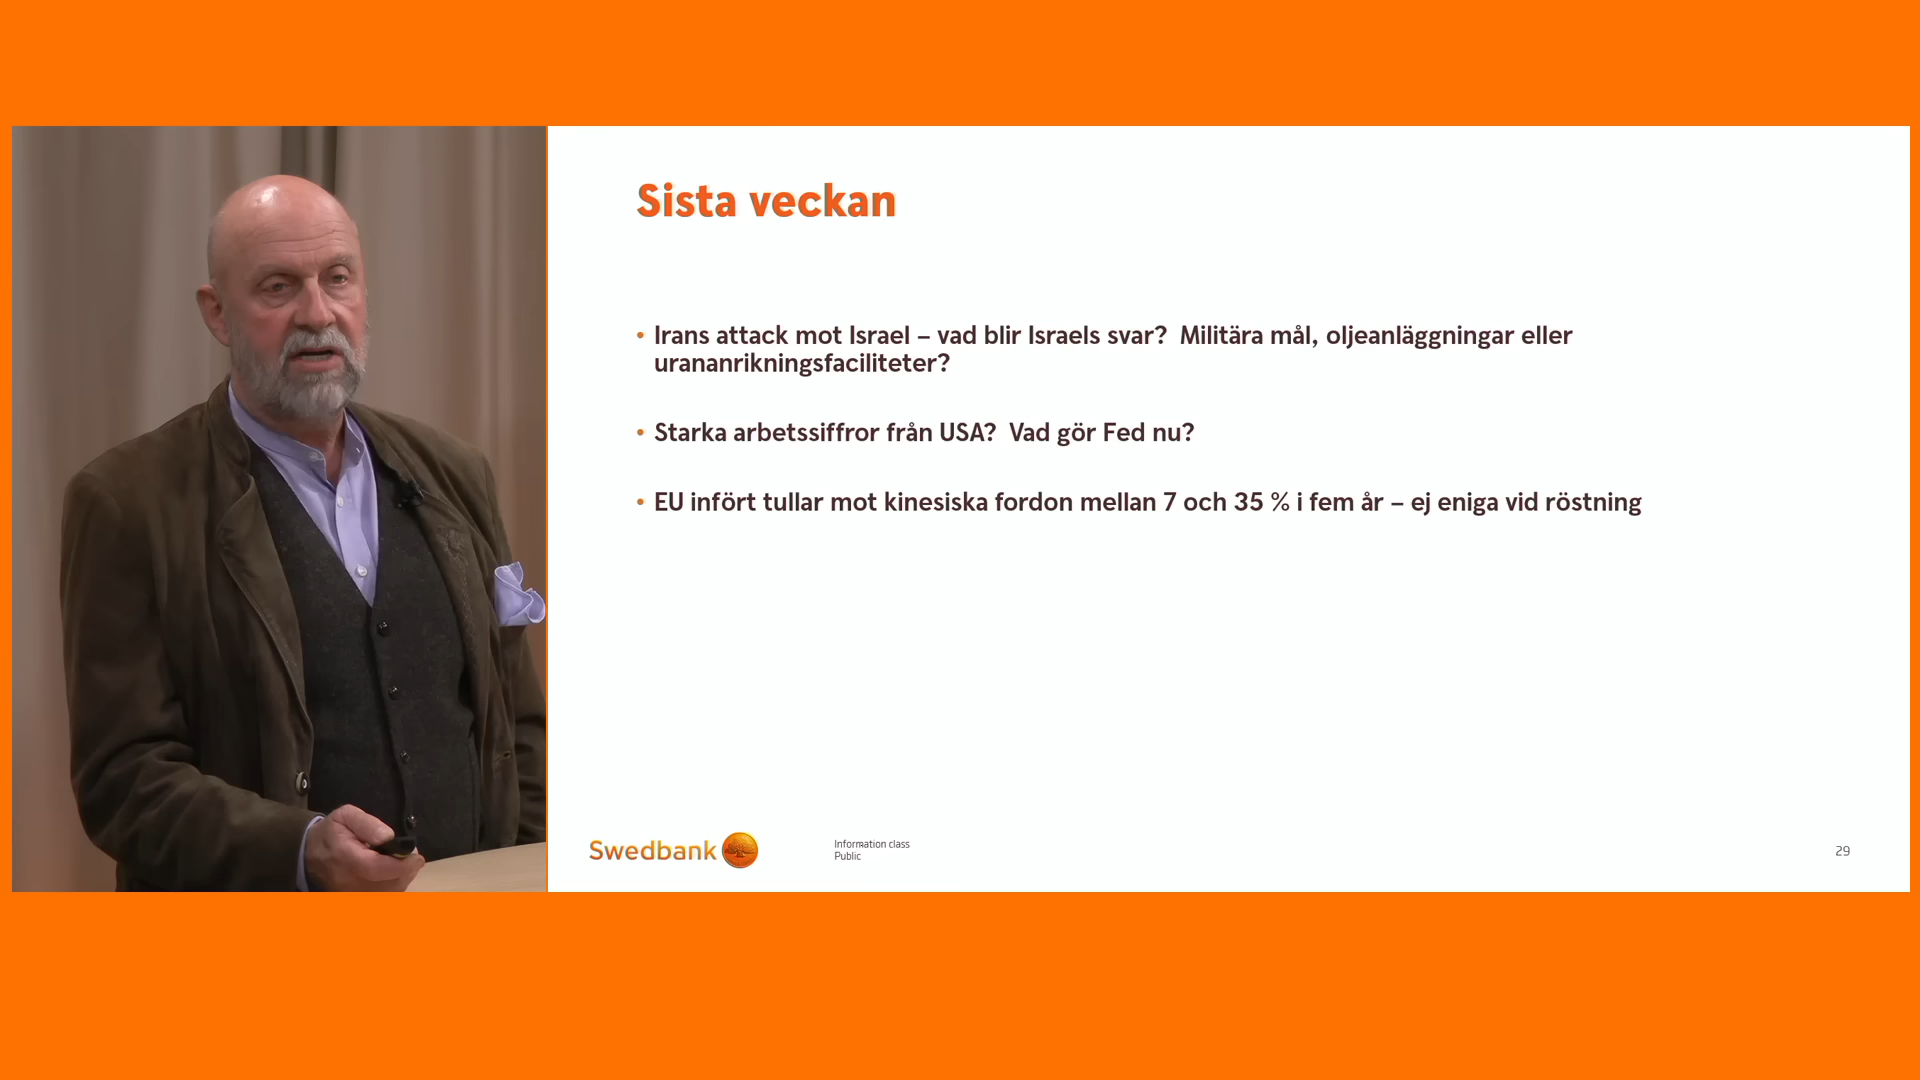 Sista veckan
• Irans attack mot Israel – vad blir Israels svar?  Militära mål, oljeanläggningar eller
urananrikningsfaciliteter?
• Starka arbetssiffror från USA?  Vad gör Fed nu?
• EU infört tullar mot kinesiska fordon mellan 7 och 35 % i fem år – ej eniga vid röstning
Swedbank
Information class
Public
29